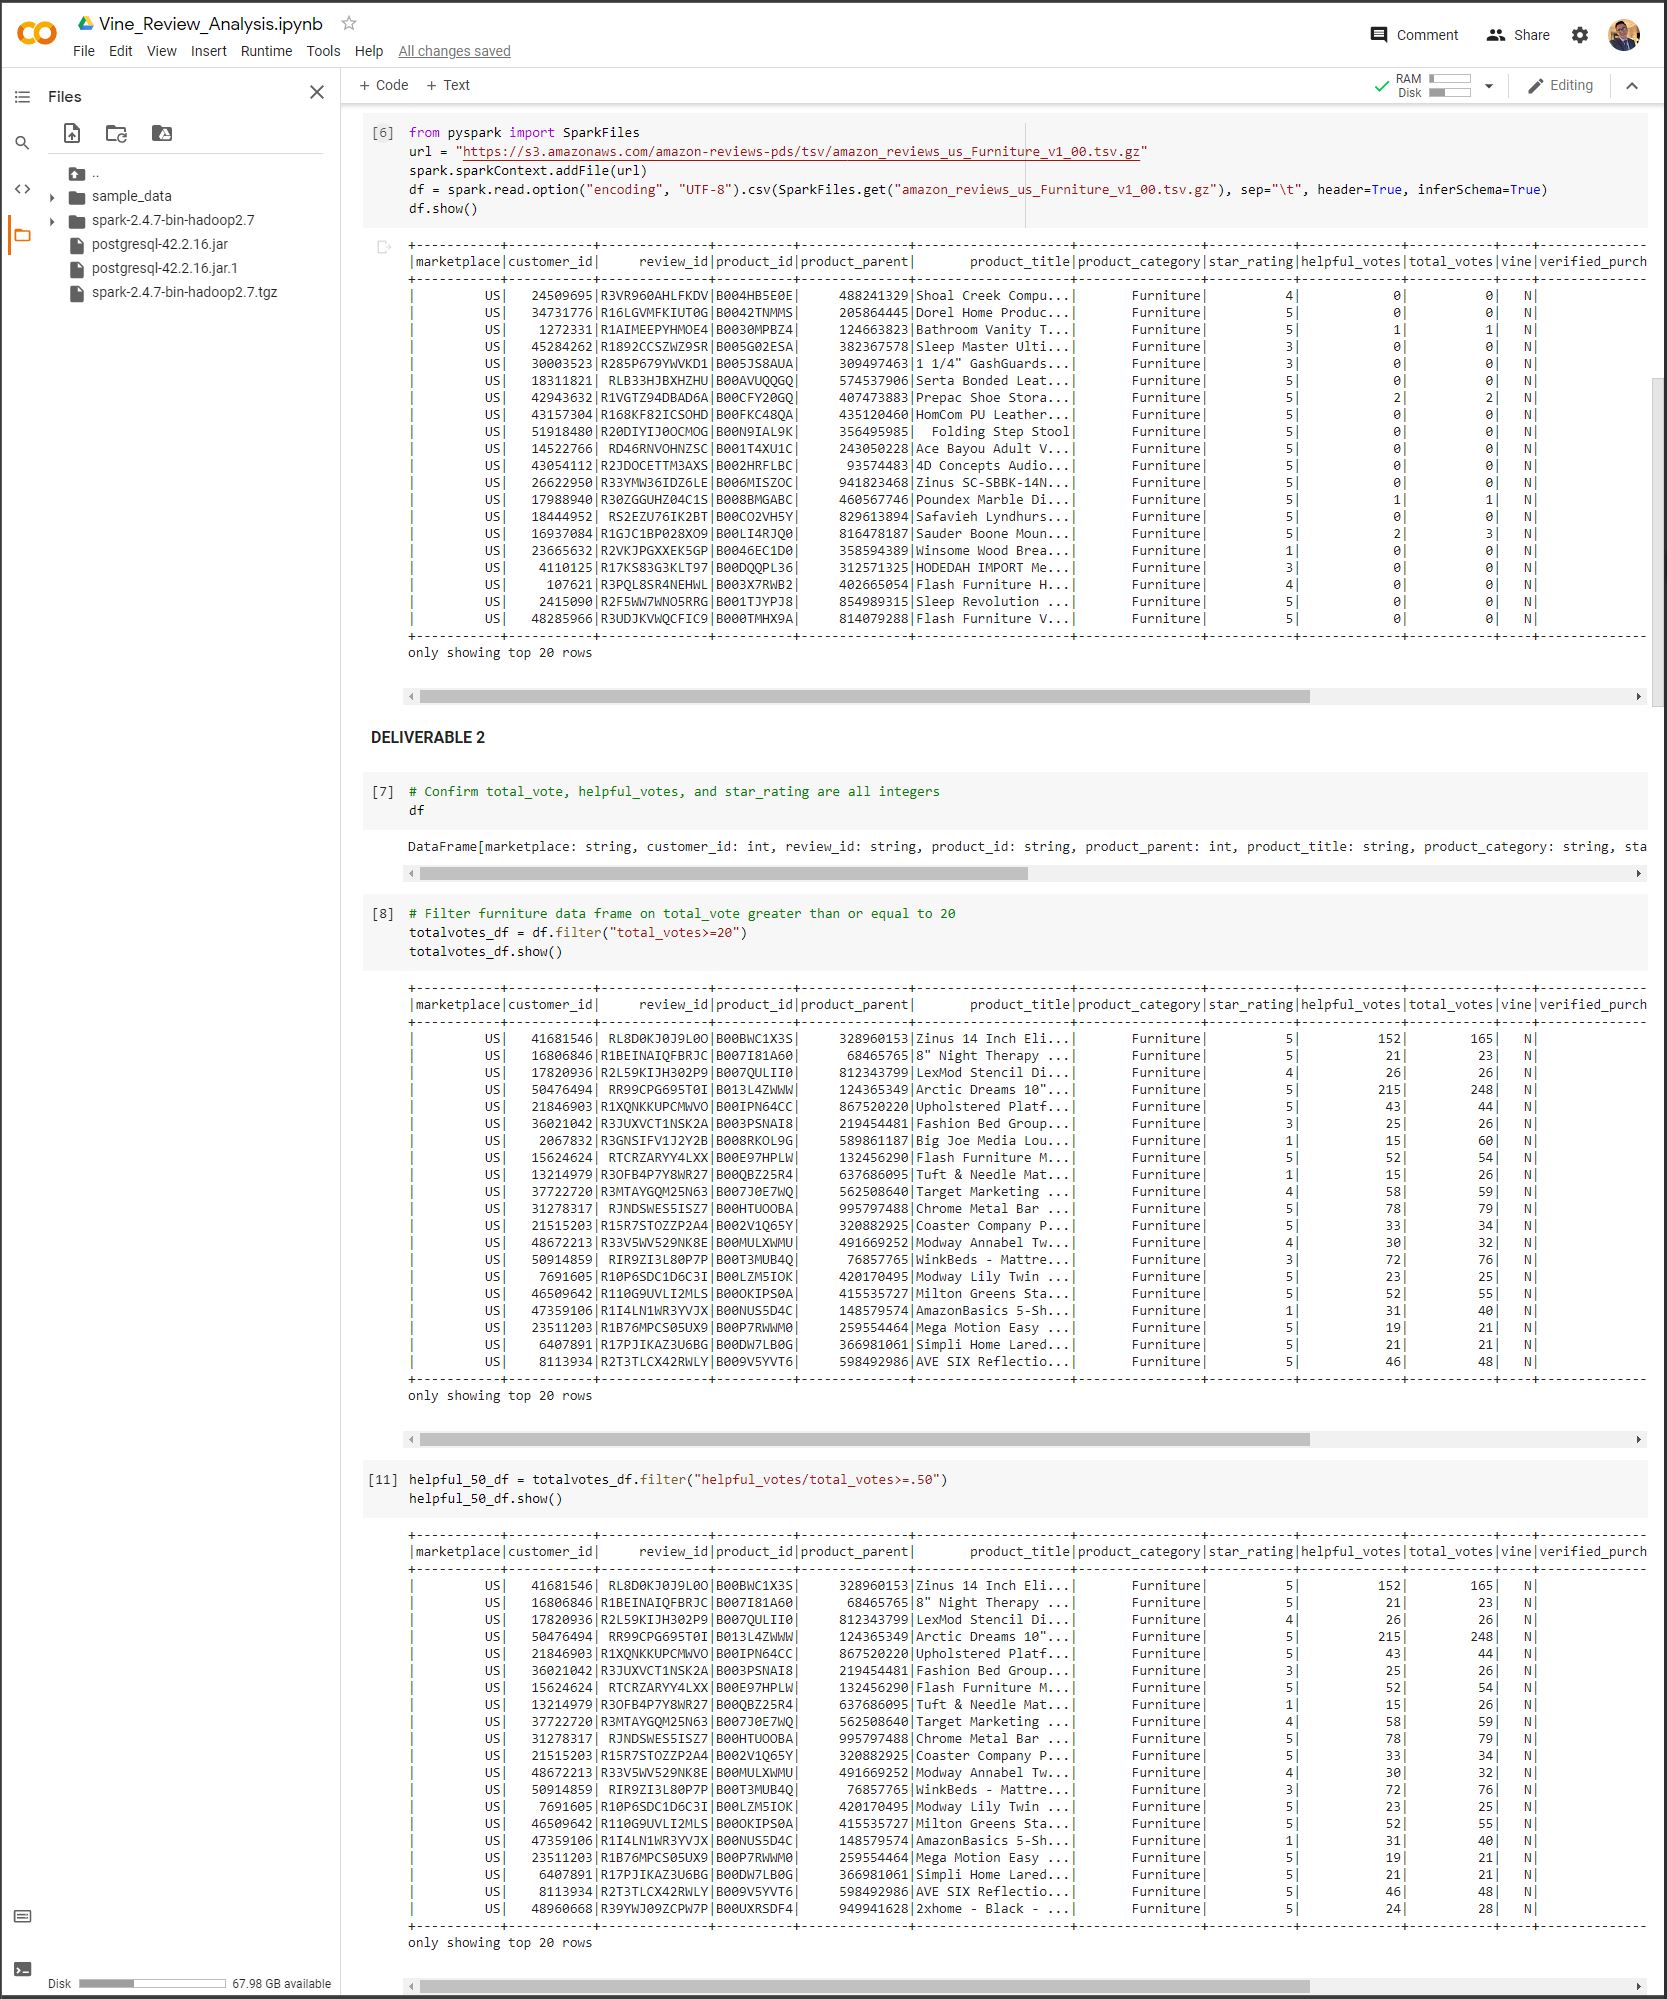 Vine_Review_Analysis.ipynb
File Edit View Insert Runtime Tools Help All changes saved
Comment Share
Files
+ Code + Text
RAM
Disk
Editing
..
sample_data
spark-2.4.7-bin-hadoop2.7
postgresql-42.2.16.jar
postgresql-42.2.16.jar.1
spark-2.4.7-bin-hadoop2.7.tgz
[6] from pyspark import SparkFiles
url = "https://s3.amazonaws.com/amazon-reviews-pds/tsv/amazon_reviews_us_Furniture_v1_00.tsv.gz"
spark.sparkContext.addFile(url)
df = spark.read.option("encoding", "UTF-8").csv(SparkFiles.get("amazon_reviews_us_Furniture_v1_00.tsv.gz"), sep="\t", header=True, inferSchema=True)
df.show()
|marketplace|customer_id| review_id|product_id|product_parent| product_title|product_category|star_rating|helpful_votes|total_votes|vine|verified_purch
| US| 24509695|R3VR960AHLFKDV|B004HB5E0E| 488241329|Shoal Creek Compu...| Furniture| 4| 0| 0| N|
| US| 34731776|R16LGVMFKIUT0G|B0042TNMMS| 205864445|Dorel Home Produc...| Furniture| 5| 0| 0| N|
| US| 1272331|R1AIMEEPYHMOE4|B0030MPBZ4| 124663823|Bathroom Vanity T...| Furniture| 5| 1| 1| N|
| US| 45284262|R1892CCSZWZ9SR|B005G02ESA| 382367578|Sleep Master Ulti...| Furniture| 3| 0| 0| N|
| US| 30003523|R285P679YWVKD1|B005JS8AUA| 309497463|1 1/4" GashGuards...| Furniture| 3| 0| 0| N|
| US| 18311821| RLB33HJBXHZHU|B00AVUQQGQ| 574537906|Serta Bonded Leat...| Furniture| 5| 0| 0| N|
| US| 42943632|R1VGTZ94DBAD6A|B00CFY20GQ| 407473883|Prepac Shoe Stora...| Furniture| 5| 2| 2| N|
| US| 43157304|R168KF82ICSOHD|B00FKC48QA| 435120460|HomCom PU Leather...| Furniture| 5| 0| 0| N|
| US| 51918480|R20DIYIJ0OCMOG|B00N9IAL9K| 356495985| Folding Step Stool| Furniture| 5| 0| 0| N|
| US| 14522766| RD46RNVOHNZSC|B001T4XU1C| 243050228|Ace Bayou Adult V...| Furniture| 5| 0| 0| N|
| US| 43054112|R2JDOCETTM3AXS|B002HRFLBC| 93574483|4D Concepts Audio...| Furniture| 5| 0| 0| N|
| US| 26622950|R33YMW36IDZ6LE|B006MISZOC| 941823468|Zinus SC-SBBK-14N...| Furniture| 5| 0| 0| N|
| US| 17988940|R30ZGGUHZ04C1S|B008BMGABC| 460567746|Poundex Marble Di...| Furniture| 5| 1| 1| N|
| US| 18444952| RS2EZU76IK2BT|B00CO2VH5Y| 829613894|Safavieh Lyndhurs...| Furniture| 5| 0| 0| N|
| US| 16937084|R1GJC1BP028XO9|B00LI4RJQ0| 816478187|Sauder Boone Moun...| Furniture| 5| 2| 3| N|
| US| 23665632|R2VKJPGXXEK5GP|B0046EC1D0| 358594389|Winsome Wood Brea...| Furniture| 1| 0| 0| N|
| US| 4110125|R17KS83G3KLT97|B00DQQPL36| 312571325|HODEDAH IMPORT Me...| Furniture| 3| 0| 0| N|
| US| 107621|R3PQL8SR4NEHWL|B003X7RWB2| 402665054|Flash Furniture H...| Furniture| 4| 0| 0| N|
| US| 2415090|R2F5WW7WNO5RRG|B001TJYPJ8| 854989315|Sleep Revolution ...| Furniture| 5| 0| 0| N|
| US| 48285966|R3UDJKVWQCFIC9|B000TMHX9A| 814079288|Flash Furniture V...| Furniture| 5| 0| 0| N|
only showing top 20 rows
DELIVERABLE 2
[7] # Confirm total_vote, helpful_votes, and star_rating are all integers
df
DataFrame[marketplace: string, customer_id: int, review_id: string, product_id: string, product_parent: int, product_title: string, product_category: string, sta
[8] # Filter furniture data frame on total_vote greater than or equal to 20
totalvotes_df = df.filter("total_votes>=20")
totalvotes_df.show()
|marketplace|customer_id| review_id|product_id|product_parent| product_title|product_category|star_rating|helpful_votes|total_votes|vine|verified_purch
| US| 41681546| RL8D0KJ0J9L0O|B00BWC1X3S| 328960153|Zinus 14 Inch Eli...| Furniture| 5| 152| 165| N|
| US| 16806846|R1BEINAIQFBRJC|B007I81A60| 68465765|8" Night Therapy ...| Furniture| 5| 21| 23| N|
| US| 17820936|R2L59KIJH302P9|B007QULII0| 812343799|LexMod Stencil Di...| Furniture| 4| 26| 26| N|
| US| 50476494| RR99CPG695T0I|B013L4ZWWW| 124365349|Arctic Dreams 10"...| Furniture| 5| 215| 248| N|
| US| 21846903|R1XQNKKUPCMWVO|B00IPN64CC| 867520220|Upholstered Platf...| Furniture| 5| 43| 44| N|
| US| 36021042|R3JUXVCT1NSK2A|B003PSNAI8| 219454481|Fashion Bed Group...| Furniture| 3| 25| 26| N|
| US| 2067832|R3GNSIFV1J2Y2B|B008RKOL9G| 589861187|Big Joe Media Lou...| Furniture| 1| 15| 60| N|
| US| 15624624| RTCRZARYY4LXX|B00E97HPLW| 132456290|Flash Furniture M...| Furniture| 5| 52| 54| N|
| US| 13214979|R3OFB4P7Y8WR27|B00QBZ25R4| 637686095|Tuft & Needle Mat...| Furniture| 1| 15| 26| N|
| US| 37722720|R3MTAYGQM25N63|B007J0E7WQ| 562508640|Target Marketing ...| Furniture| 4| 58| 59| N|
| US| 31278317| RJNDSWES5ISZ7|B00HTUOOBA| 995797488|Chrome Metal Bar ...| Furniture| 5| 78| 79| N|
| US| 21515203|R15R7STOZZP2A4|B002V1Q65Y| 320882925|Coaster Company P...| Furniture| 5| 33| 34| N|
| US| 48672213|R33V5WV529NK8E|B00MULXWMU| 491669252|Modway Annabel Tw...| Furniture| 4| 30| 32| N|
| US| 50914859| RIR9ZI3L80P7P|B00T3MUB4Q| 76857765|WinkBeds - Mattre...| Furniture| 3| 72| 76| N|
| US| 7691605|R10P6SDC1D6C3I|B00LZM5IOK| 420170495|Modway Lily Twin ...| Furniture| 5| 23| 25| N|
| US| 46509642|R110G9UVLI2MLS|B00OKIPS0A| 415535727|Milton Greens Sta...| Furniture| 5| 52| 55| N|
| US| 47359106|R1I4LN1WR3YVJX|B00NUS5D4C| 148579574|AmazonBasics 5-Sh...| Furniture| 1| 31| 40| N|
| US| 23511203|R1B76MPCS05UX9|B00P7RWWM0| 259554464|Mega Motion Easy ...| Furniture| 5| 19| 21| N|
| US| 6407891|R17PJIKAZ3U6BG|B00DW7LB0G| 366981061|Simpli Home Lared...| Furniture| 5| 21| 21| N|
| US| 8113934|R2T3TLCX42RWLY|B009V5YVT6| 598492986|AVE SIX Reflectio...| Furniture| 5| 46| 48| N|
only showing top 20 rows
[11] helpful_50_df = totalvotes_df.filter("helpful_votes/total_votes>=.50")
helpful_50_df.show()
|marketplace|customer_id| review_id|product_id|product_parent| product_title|product_category|star_rating|helpful_votes|total_votes|vine|verified_purch
| US| 41681546| RL8D0KJ0J9L0O|B00BWC1X3S| 328960153|Zinus 14 Inch Eli...| Furniture| 5| 152| 165| N|
| US| 16806846|R1BEINAIQFBRJC|B007I81A60| 68465765|8" Night Therapy ...| Furniture| 5| 21| 23| N|
| US| 17820936|R2L59KIJH302P9|B007QULII0| 812343799|LexMod Stencil Di...| Furniture| 4| 26| 26| N|
| US| 50476494| RR99CPG695T0I|B013L4ZWWW| 124365349|Arctic Dreams 10"...| Furniture| 5| 215| 248| N|
| US| 21846903|R1XQNKKUPCMWVO|B00IPN64CC| 867520220|Upholstered Platf...| Furniture| 5| 43| 44| N|
| US| 36021042|R3JUXVCT1NSK2A|B003PSNAI8| 219454481|Fashion Bed Group...| Furniture| 3| 25| 26| N|
| US| 15624624| RTCRZARYY4LXX|B00E97HPLW| 132456290|Flash Furniture M...| Furniture| 5| 52| 54| N|
| US| 13214979|R3OFB4P7Y8WR27|B00QBZ25R4| 637686095|Tuft & Needle Mat...| Furniture| 1| 15| 26| N|
| US| 37722720|R3MTAYGQM25N63|B007J0E7WQ| 562508640|Target Marketing ...| Furniture| 4| 58| 59| N|
| US| 31278317| RJNDSWES5ISZ7|B00HTUOOBA| 995797488|Chrome Metal Bar ...| Furniture| 5| 78| 79| N|
| US| 21515203|R15R7STOZZP2A4|B002V1Q65Y| 320882925|Coaster Company P...| Furniture| 5| 33| 34| N|
| US| 48672213|R33V5WV529NK8E|B00MULXWMU| 491669252|Modway Annabel Tw...| Furniture| 4| 30| 32| N|
| US| 50914859| RIR9ZI3L80P7P|B00T3MUB4Q| 76857765|WinkBeds - Mattre...| Furniture| 3| 72| 76| N|
| US| 7691605|R10P6SDC1D6C3I|B00LZM5IOK| 420170495|Modway Lily Twin ...| Furniture| 5| 23| 25| N|
| US| 46509642|R110G9UVLI2MLS|B00OKIPS0A| 415535727|Milton Greens Sta...| Furniture| 5| 52| 55| N|
| US| 47359106|R1I4LN1WR3YVJX|B00NUS5D4C| 148579574|AmazonBasics 5-Sh...| Furniture| 1| 31| 40| N|
| US| 23511203|R1B76MPCS05UX9|B00P7RWWM0| 259554464|Mega Motion Easy ...| Furniture| 5| 19| 21| N|
| US| 6407891|R17PJIKAZ3U6BG|B00DW7LB0G| 366981061|Simpli Home Lared...| Furniture| 5| 21| 21| N|
| US| 8113934|R2T3TLCX42RWLY|B009V5YVT6| 598492986|AVE SIX Reflectio...| Furniture| 5| 46| 48| N|
| US| 48960668|R39YWJ09ZCPW7P|B00UXRSDF4| 949941628|2xhome - Black - ...| Furniture| 5| 24| 28| N|
only showing top 20 rows
Disk 67.98 GB available